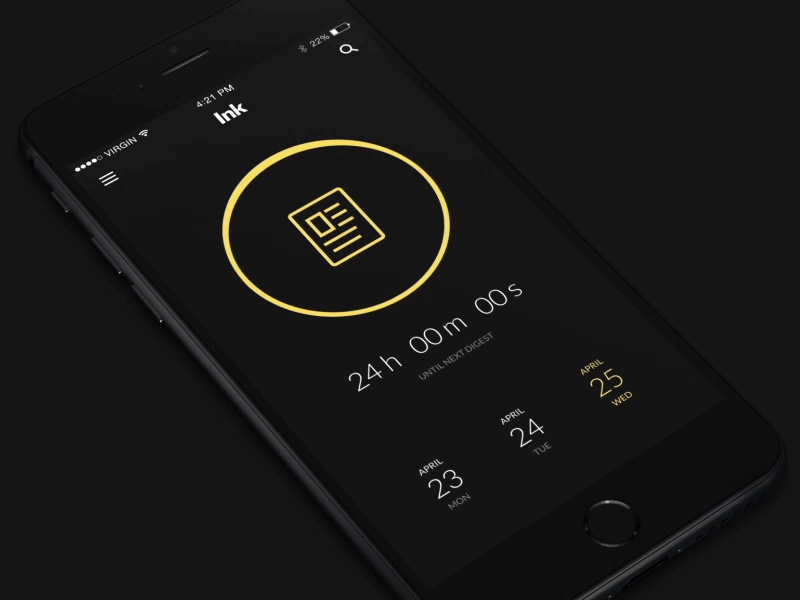 ●●●●○ VIRGIN
4:21 PM
22%
Ink
24h 00m 00s
UNTIL NEXT DIGEST
APRIL
23
MON
APRIL
24
TUE
APRIL
25
WED